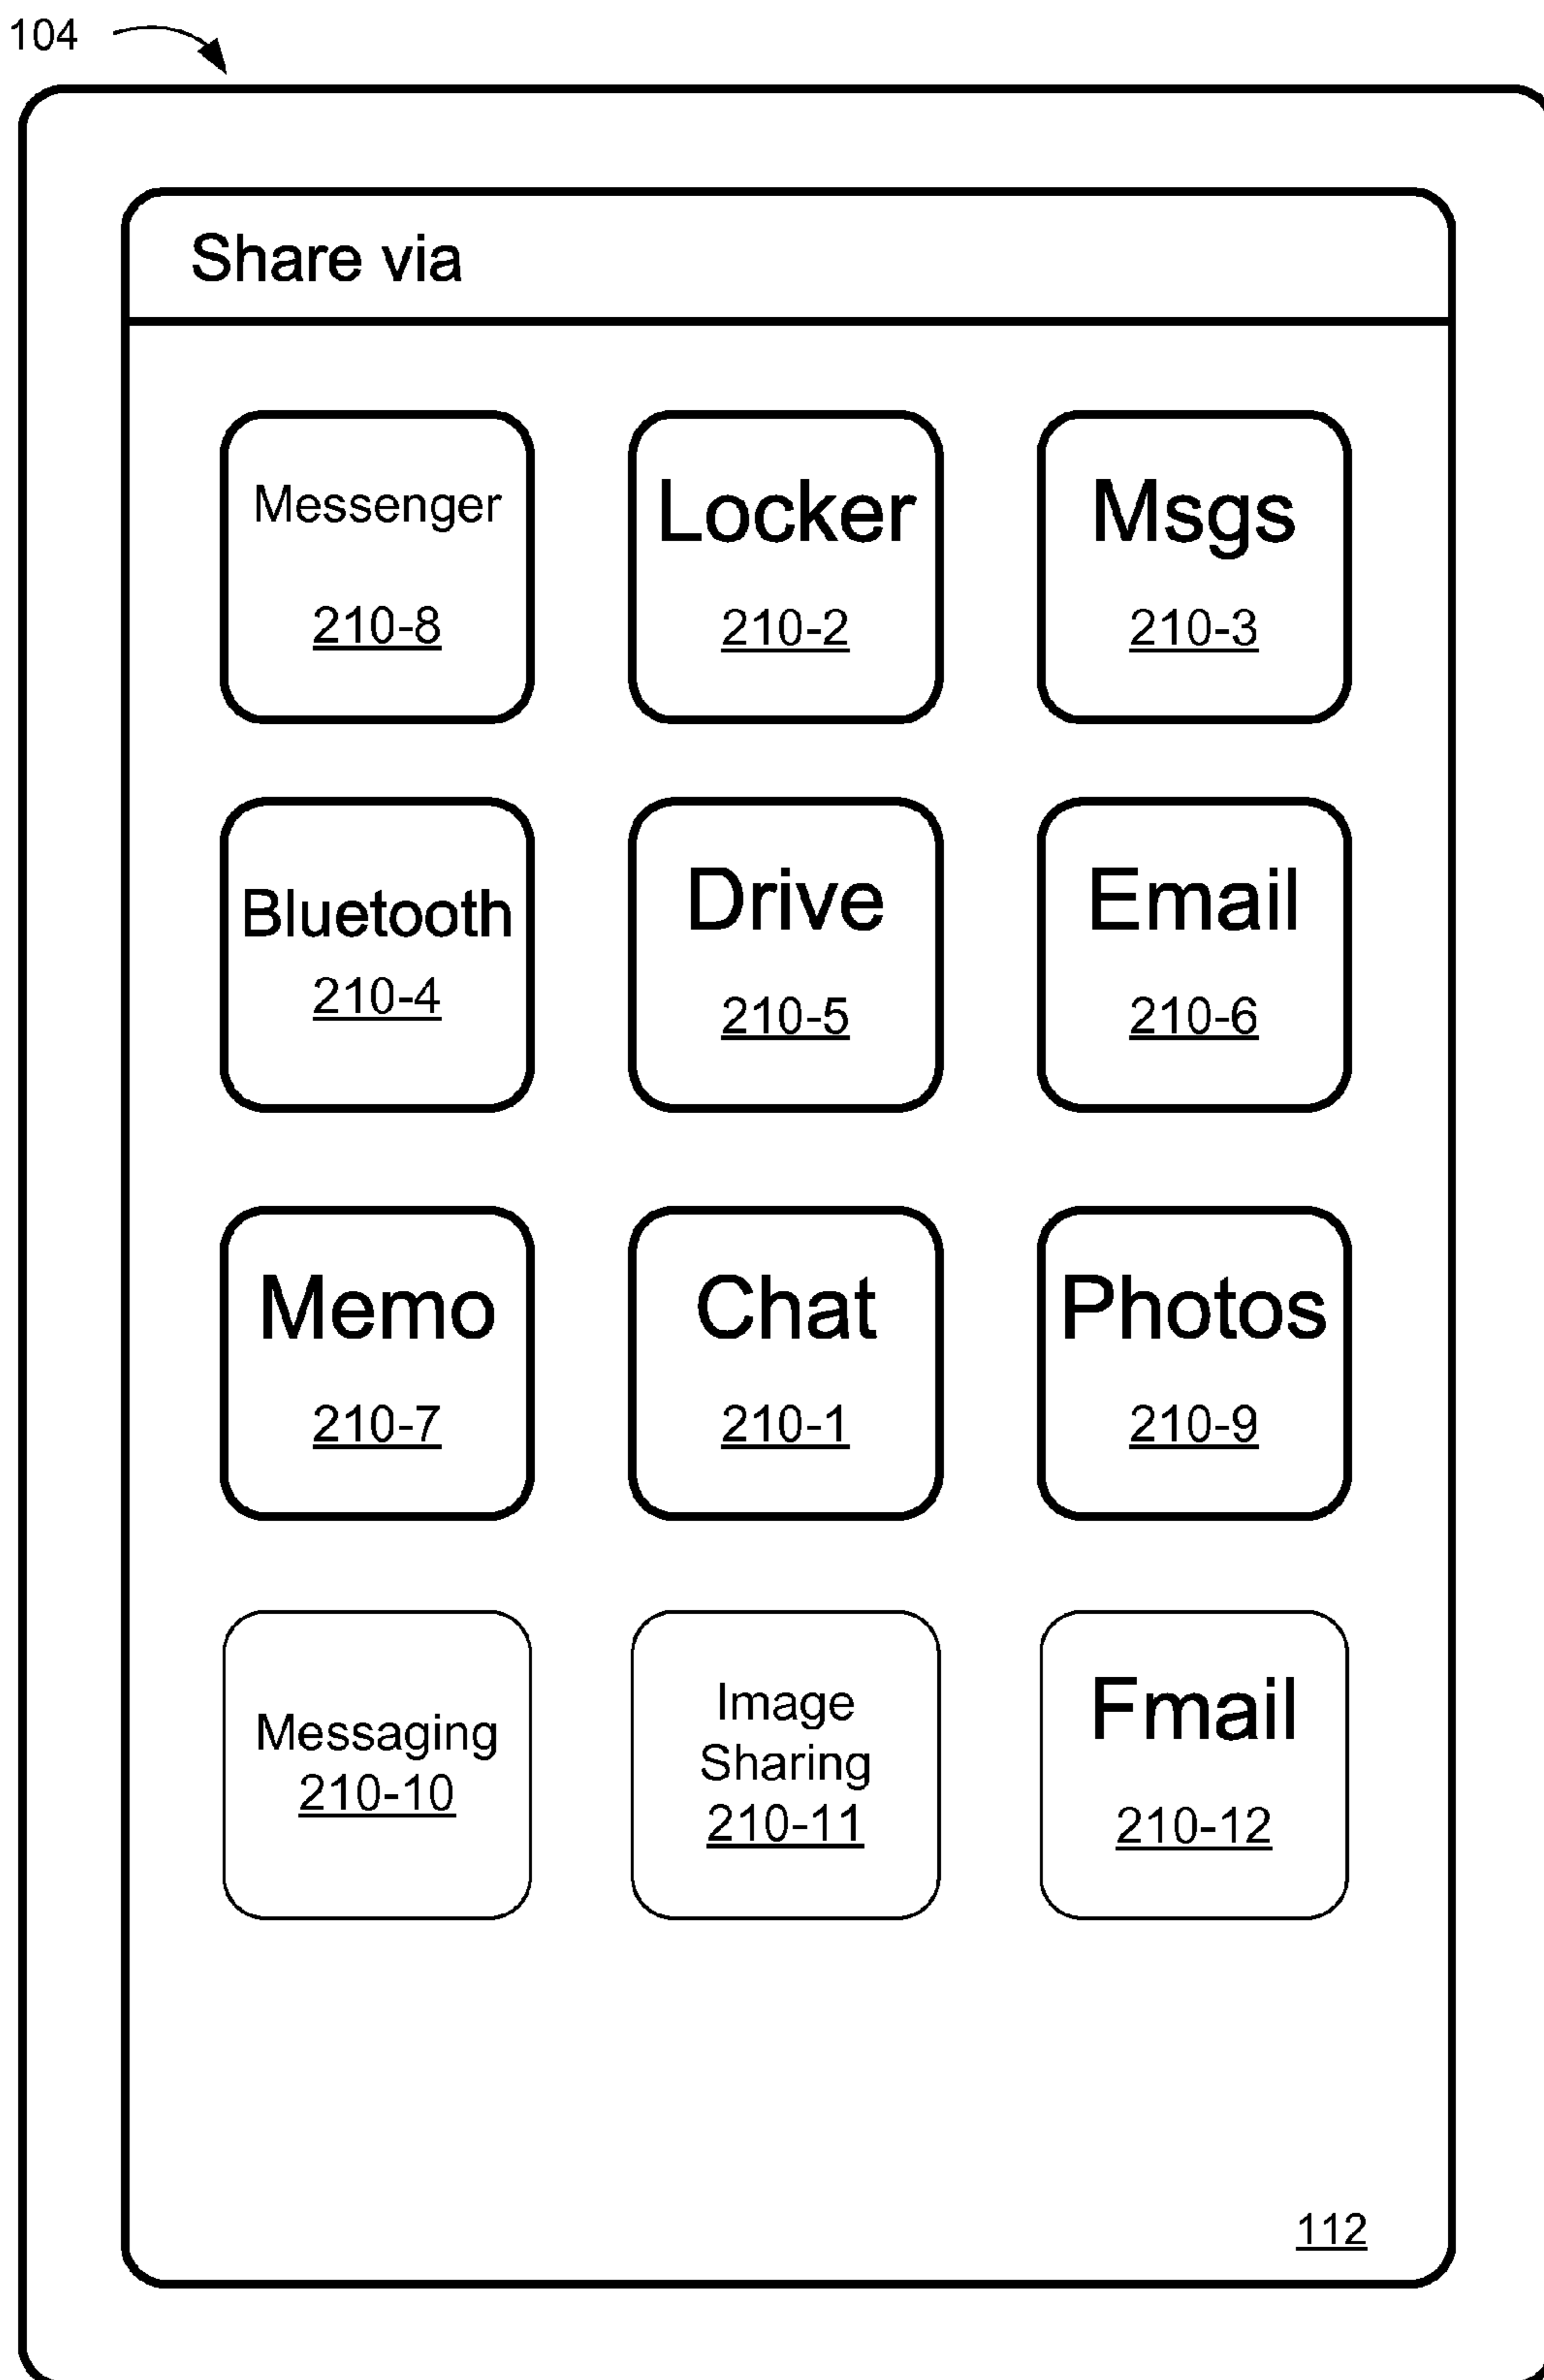 104
Share via
Messenger
210-8
Locker
210-2
Msgs
210-3
Bluetooth
210-4
Drive
210-5
Email
210-6
Memo
210-7
Chat
210-1
Photos
210-9
Messaging
210-10
Image
Sharing
210-11
Fmail
210-12
112